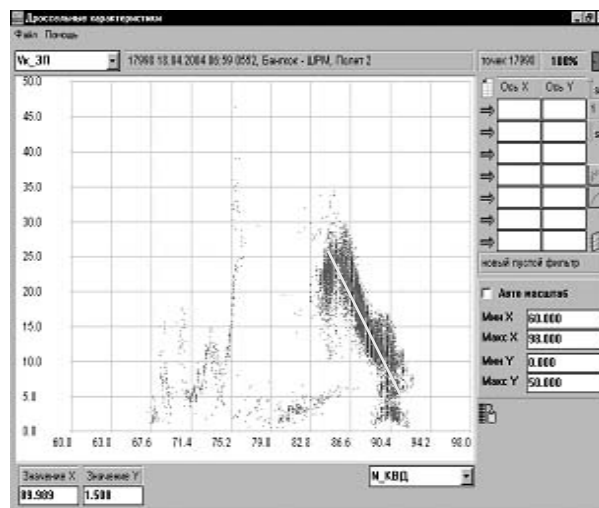 Дроссельные характеристики
Файл Помощь
Vк_ЗП
17990 18.04.2004 06:59 0552, Бангкок - ШРМ, Полет 2
точек 17990 100%
Ось X Ось Y
50.0
45.0
40.0
35.0
30.0
25.0
20.0
15.0
10.0
5.0
0.0
60.0 63.8 67.6 71.4 75.2 79.0 82.8 86.6 90.4 94.2 98.0
новый пустой фильтр
Авто масштаб
Мин X 60.000
Макс X 98.000
Мин Y 0.000
Макс Y 50.000
Значение X Значение Y
89.989 1.500
N_КВД